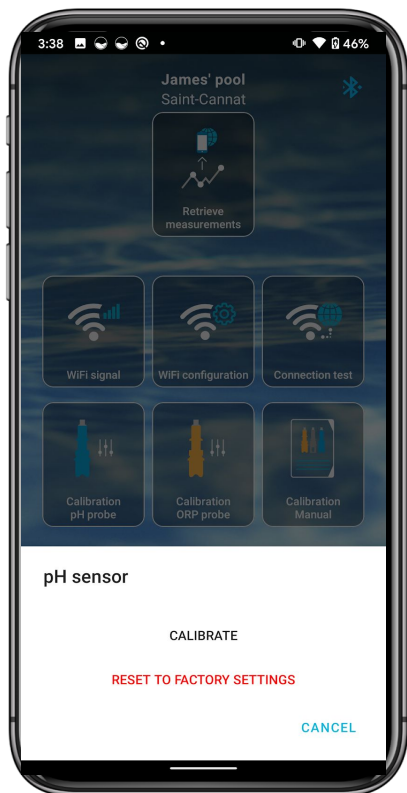 3:38
46%
James' pool
Saint-Cannat
Retrieve
measurements
WiFi signal
WiFi configuration
Connection test
Calibration
pH probe
Calibration
ORP probe
Calibration
Manual
pH sensor
CALIBRATE
RESET TO FACTORY SETTINGS
CANCEL